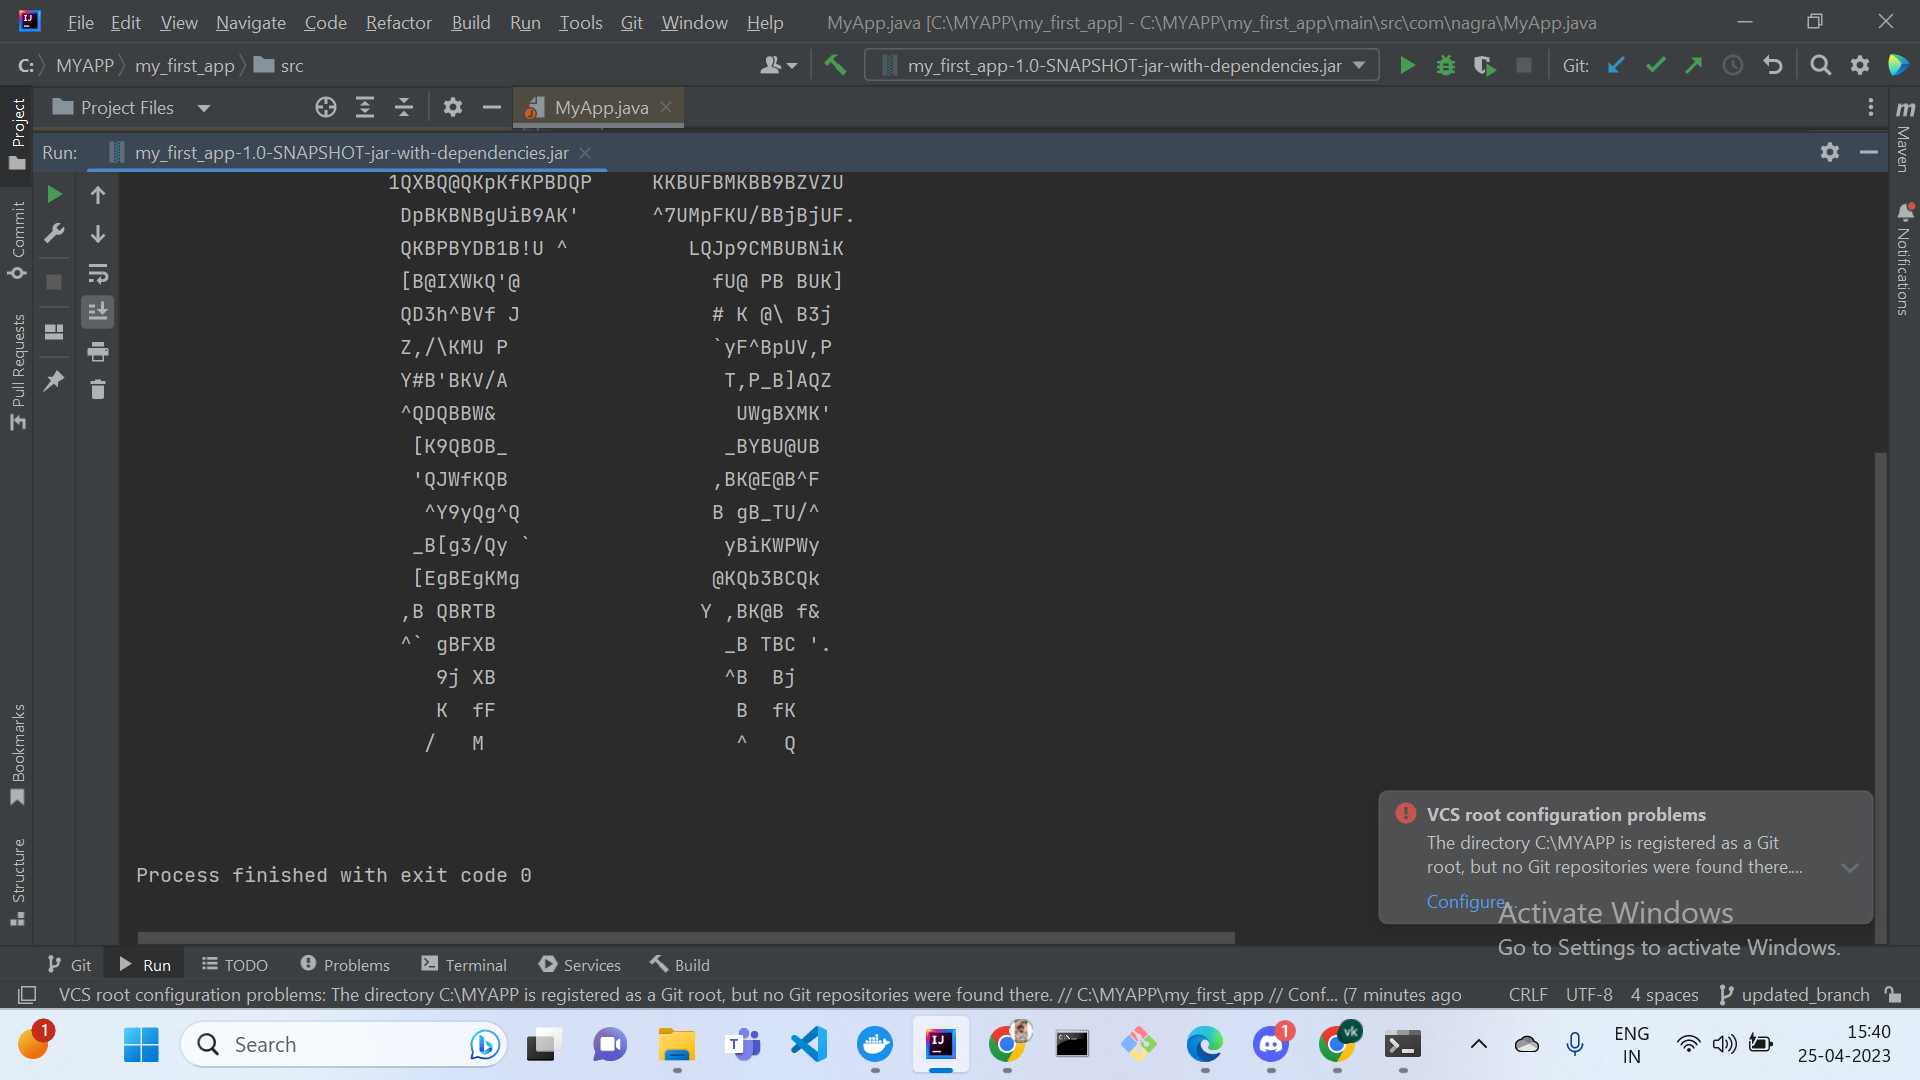 File Edit View Navigate Code Refactor Build Run Tools Git Window Help MyApp.java [C:\MYAPP\my_first_app] - C:\MYAPP\my_first_app\main\src\com\nagra\MyApp.java
C: MYAPP my_first_app src my_first_app-1.0-SNAPSHOT-jar-with-dependencies.jar Git:
Project Files MyApp.java
Run: my_first_app-1.0-SNAPSHOT-jar-with-dependencies.jar
Project
Commit
Pull Requests
Bookmarks
Structure
Maven
Notifications
1QXBQ@QKpKfKPBDQP KKBUFBMKBB9BZVZU
DpBKBNBgUiB9AK' ^7UMpFKU/BBjBjUF.
QKBPBYDB1B!U ^ LQJp9CMBUBNiK
[B@IXWkQ'@ fU@ PB BUK]
QD3h^BVf J # K @\ B3j
Z,/\KMU P `yF^BpUV,P
Y#B'BKV/A T,P_B]AQZ
^QDQBBW& UWgBXMK'
[K9QBOB_ _BYBU@UB
'QJWfKQB ,BK@E@B^F
^Y9yQg^Q B gB_TU/^
_B[g3/Qy ` yBiKWPWy
[EgBEgKMg @KQb3BCQk
,B QBRTB Y ,BK@B f&
^` gBFXB _B TBC '.
9j XB ^B Bj
K fF B fK
/ M ^ Q
Process finished with exit code 0
VCS root configuration problems
The directory C:\MYAPP is registered as a Git
root, but no Git repositories were found there....
Configure...
Activate Windows
Go to Settings to activate Windows.
Git Run TODO Problems Terminal Services Build
VCS root configuration problems: The directory C:\MYAPP is registered as a Git root, but no Git repositories were found there. // C:\MYAPP\my_first_app // Conf... (7 minutes ago CRLF UTF-8 4 spaces updated_branch
1 Search 1 vk ENG
IN
15:40
25-04-2023